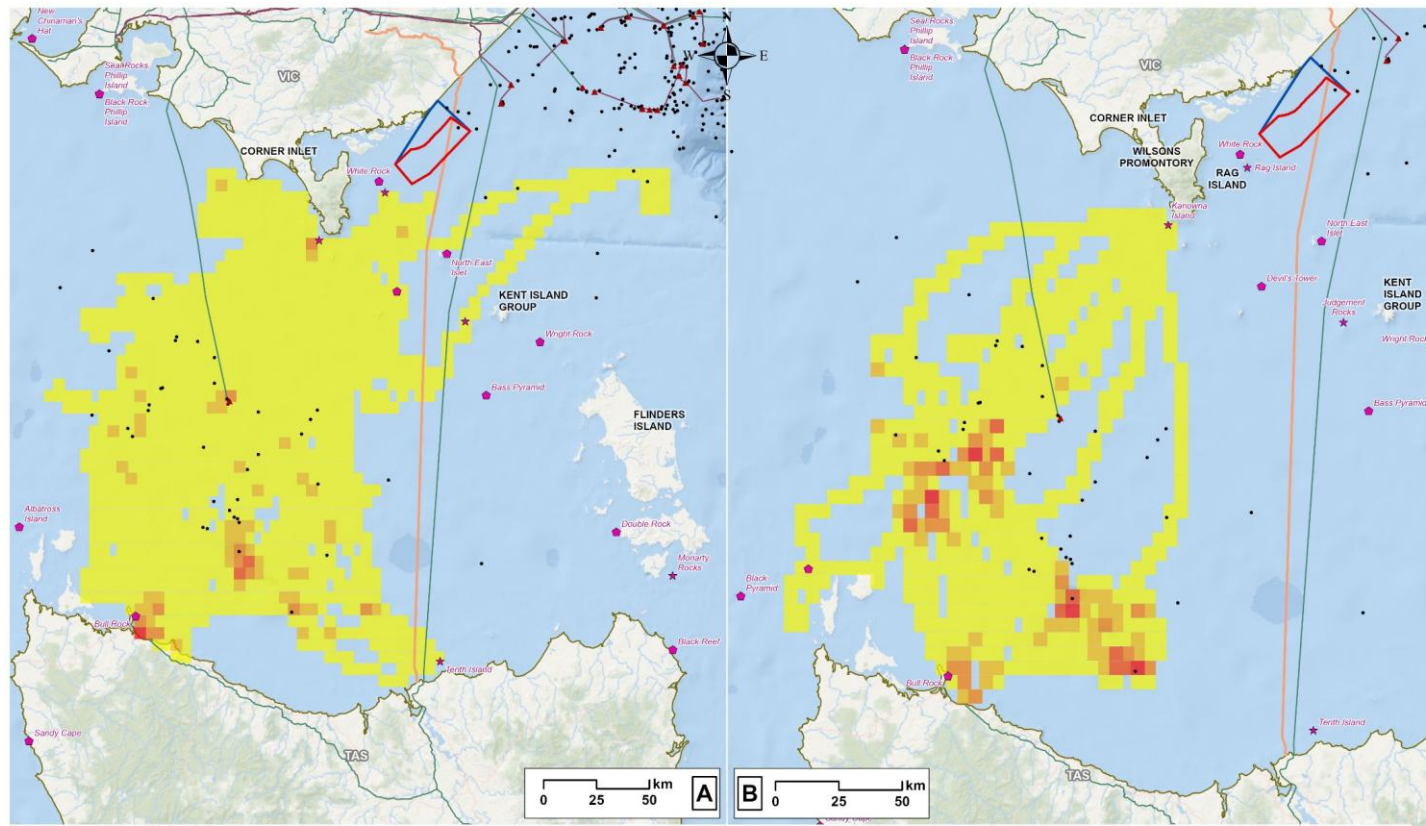 New
Chinaman's
Hat
Seal Rocks
Phillip
Island
Black Rock
Phillip
Island
VIC
CORNER INLET
White Rock
North East
Islet
KENT ISLAND
GROUP
Wright Rock
Bass Pyramid
FLINDERS
ISLAND
Albatross
Island
Double Rock
Moriarty
Rocks
Bull Rock
Black Reef
Tenth Island
Sandy Cape
TAS
0 25 50 km
A
N
W E
S
Seal Rocks
Phillip
Island
Black Rock
Phillip
Island
VIC
CORNER INLET
WILSONS
PROMONTORY
White Rock
Rag Island
RAG
ISLAND
Kanowna
Island
North East
Islet
Devil's Tower
KENT
ISLAND
GROUP
Judgement
Rocks
Wright Rock
Bass Pyramid
Black
Pyramid
Bull Rock
Tenth Island
TAS
Sandy Cape
B
0 25 50 km